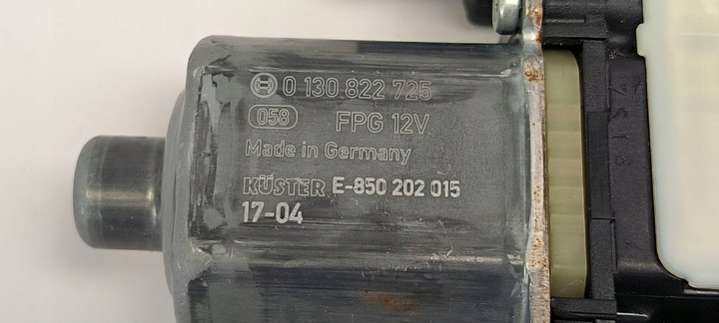 0 130 822 725
058 FPG 12V
Made in Germany
KÜSTER E-850 202 015
17-04